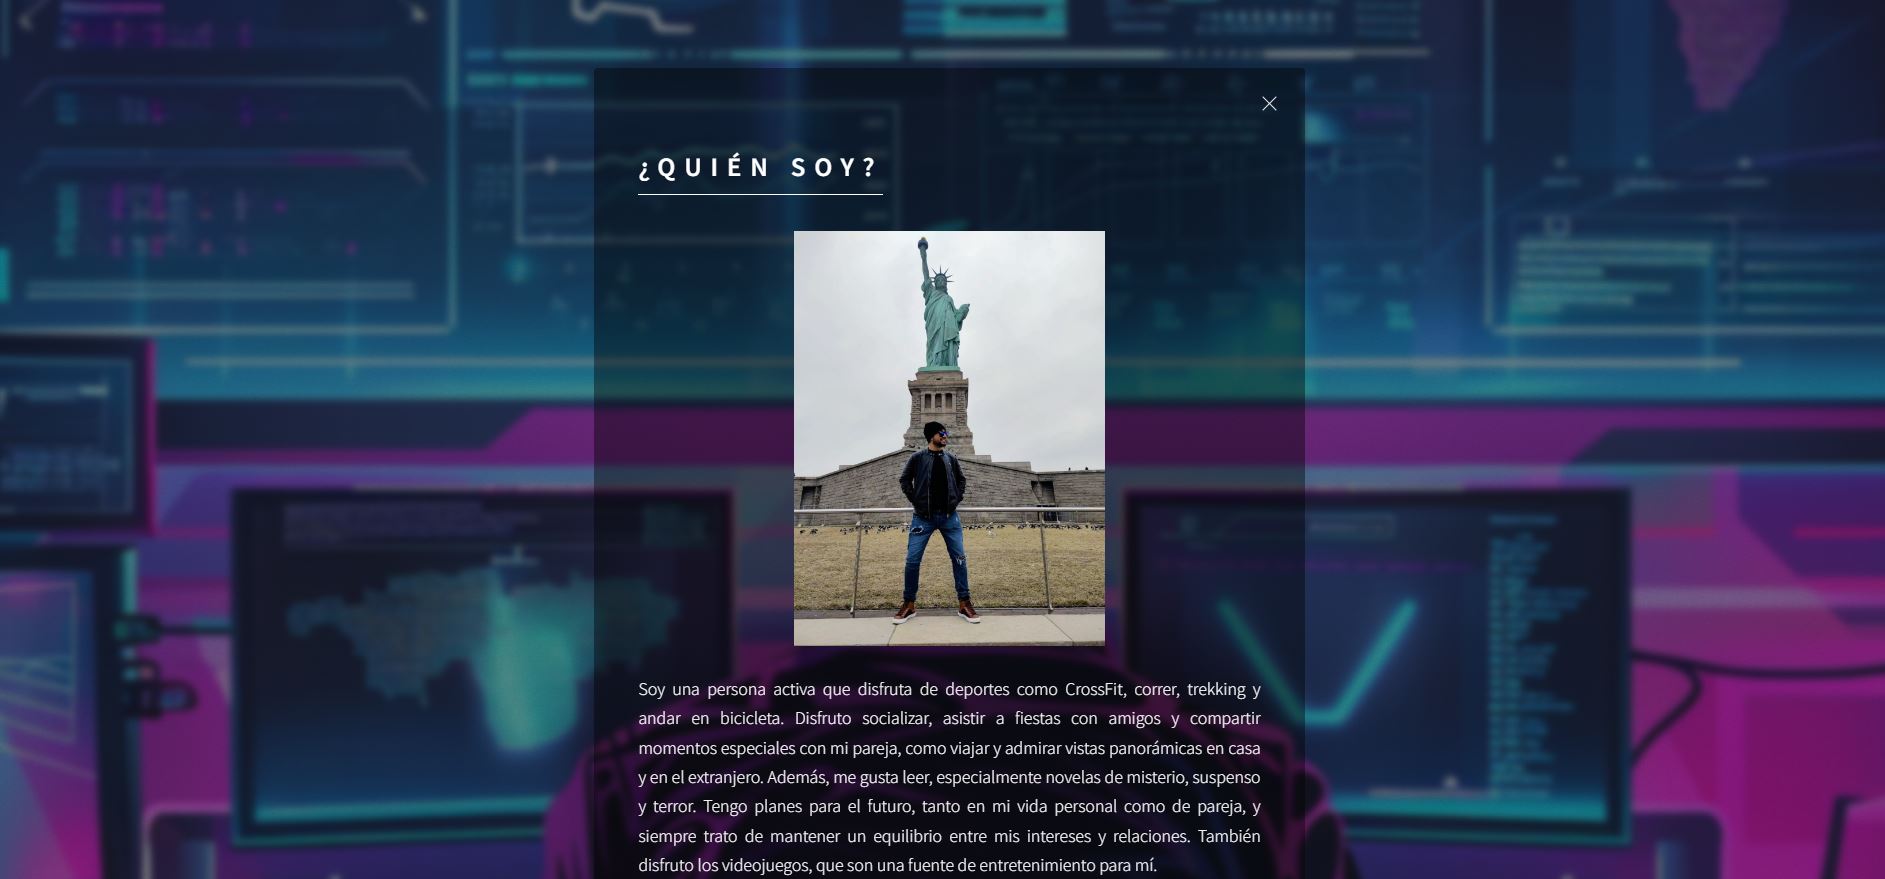 ¿QUIÉN SOY?
Soy una persona activa que disfruta de deportes como CrossFit, correr, trekking y
andar en bicicleta. Disfruto socializar, asistir a fiestas con amigos y compartir
momentos especiales con mi pareja, como viajar y admirar vistas panorámicas en casa
y en el extranjero. Además, me gusta leer, especialmente novelas de misterio, suspenso
y terror. Tengo planes para el futuro, tanto en mi vida personal como de pareja, y
siempre trato de mantener un equilibrio entre mis intereses y relaciones. También
disfruto los videojuegos, que son una fuente de entretenimiento para mí.